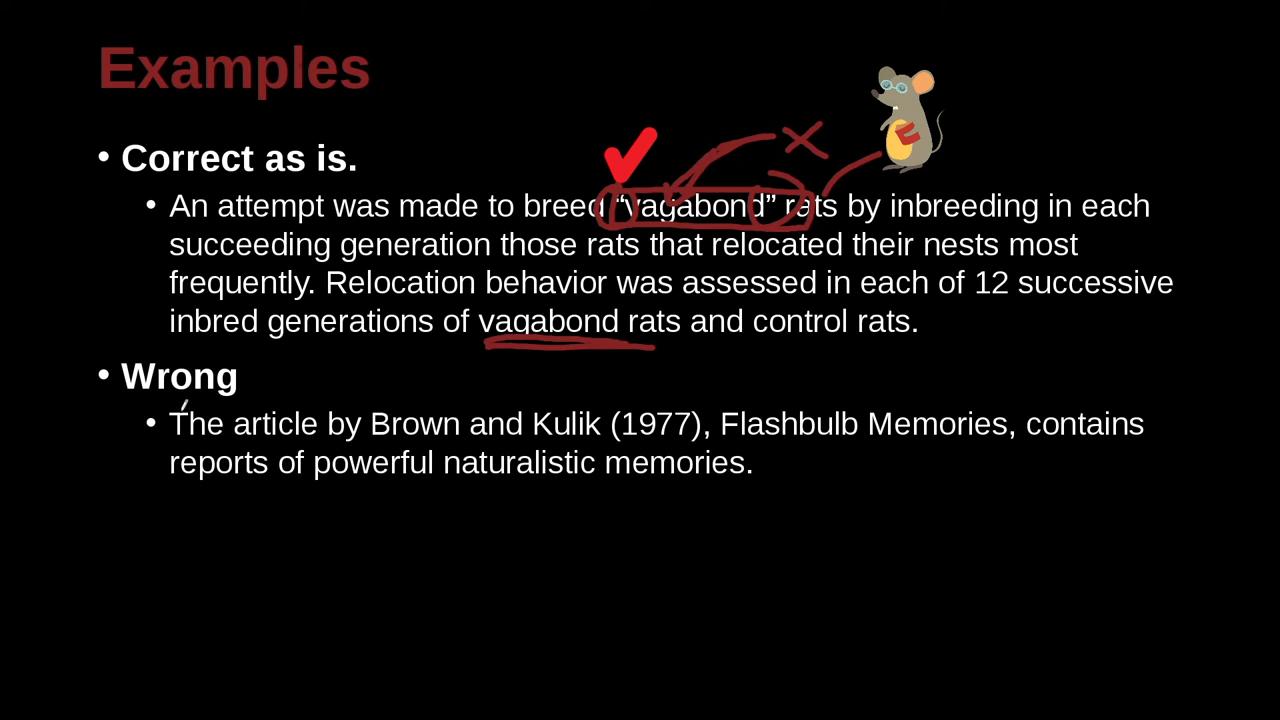 Examples
• Correct as is.
• An attempt was made to breed “vagabond” rats by inbreeding in each
succeeding generation those rats that relocated their nests most
frequently. Relocation behavior was assessed in each of 12 successive
inbred generations of vagabond rats and control rats.
• Wrong
• The article by Brown and Kulik (1977), Flashbulb Memories, contains
reports of powerful naturalistic memories.